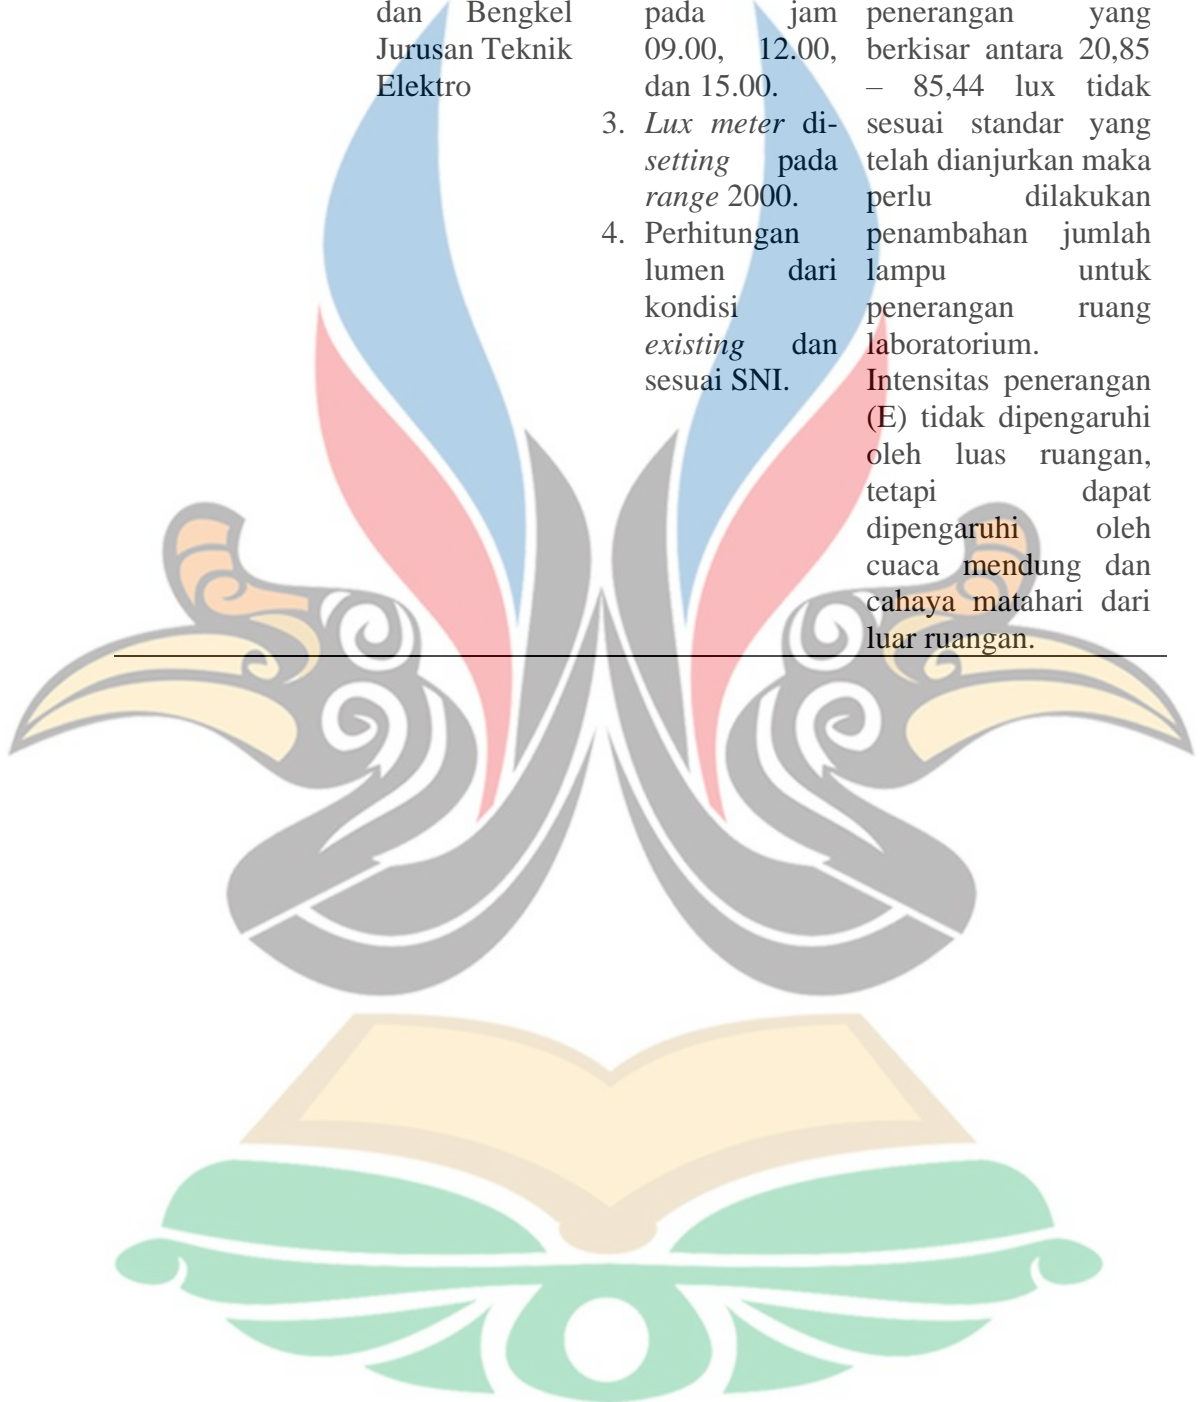 dan Bengkel
Jurusan Teknik
Elektro
pada jam
09.00, 12.00,
dan 15.00.
3. Lux meter di-
setting pada
range 2000.
4. Perhitungan
lumen dari
kondisi
existing dan
sesuai SNI.
penerangan yang
berkisar antara 20,85
– 85,44 lux tidak
sesuai standar yang
telah dianjurkan maka
perlu dilakukan
penambahan jumlah
lampu untuk
penerangan ruang
laboratorium.
Intensitas penerangan
(E) tidak dipengaruhi
oleh luas ruangan,
tetapi dapat
dipengaruhi oleh
cuaca mendung dan
cahaya matahari dari
luar ruangan.